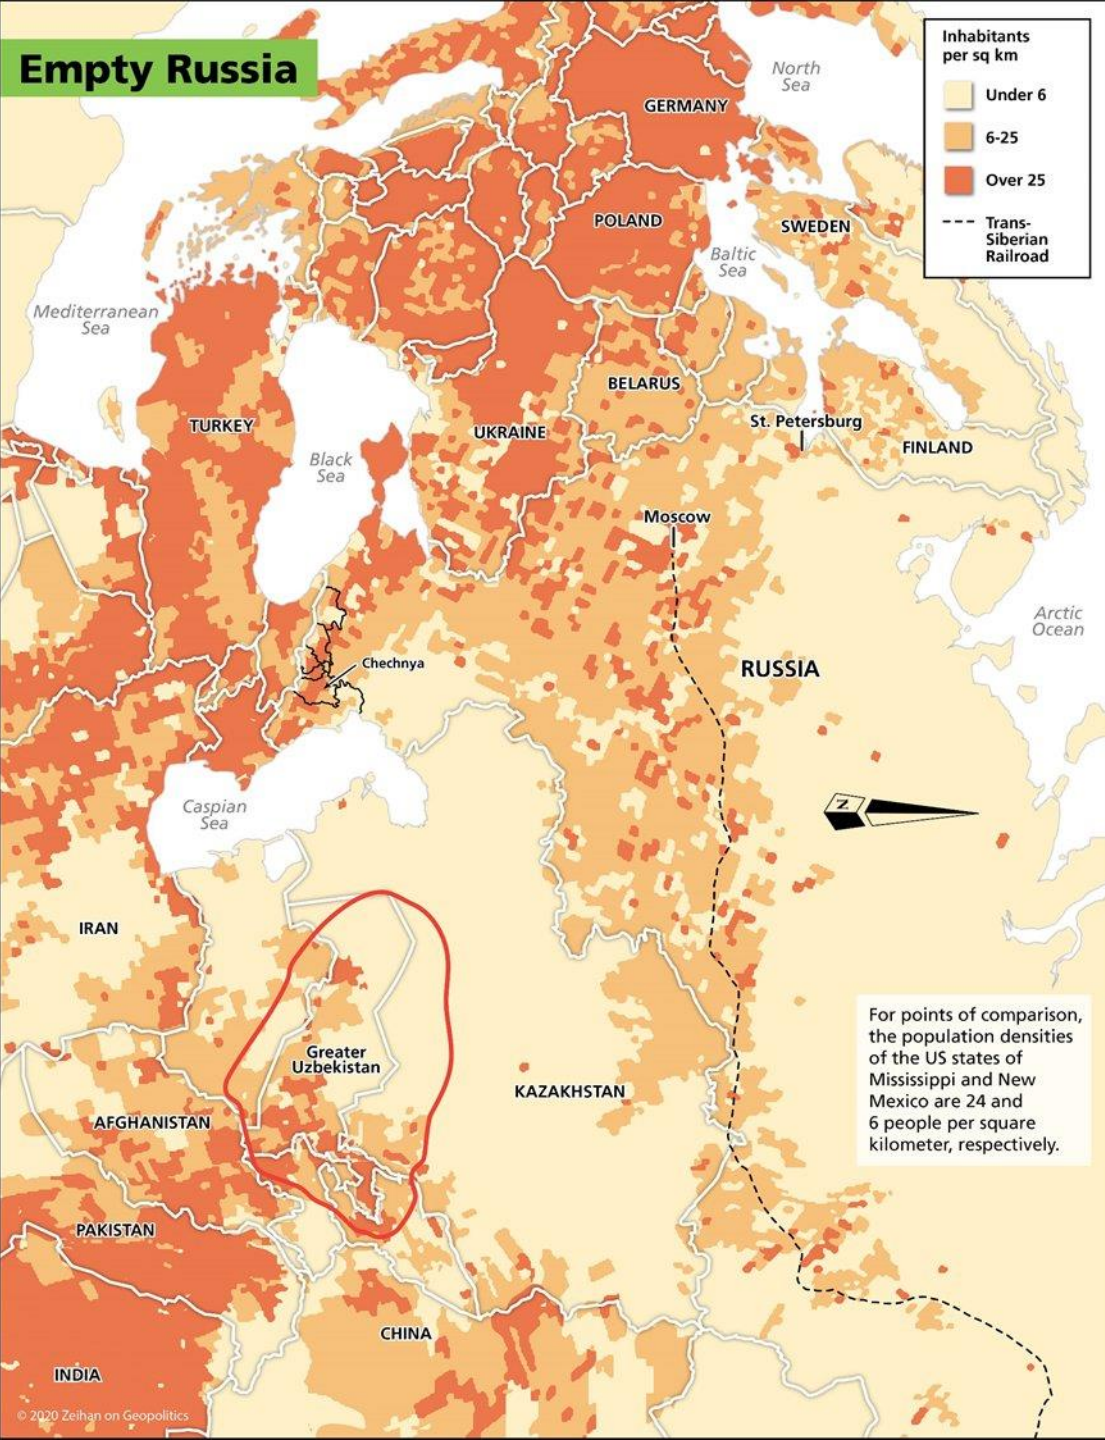 Empty Russia
Inhabitants
per sq km
Under 6
6-25
Over 25
Trans-
Siberian
Railroad
North
Sea
GERMANY
POLAND
SWEDEN
Baltic
Sea
Mediterranean
Sea
BELARUS
TURKEY
UKRAINE
St. Petersburg
FINLAND
Black
Sea
Moscow
Arctic
Ocean
Chechnya
RUSSIA
Caspian
Sea
N
IRAN
Greater
Uzbekistan
KAZAKHSTAN
AFGHANISTAN
For points of comparison,
the population densities
of the US states of
Mississippi and New
Mexico are 24 and
6 people per square
kilometer, respectively.
PAKISTAN
CHINA
INDIA
© 2020 Zeihan on Geopolitics